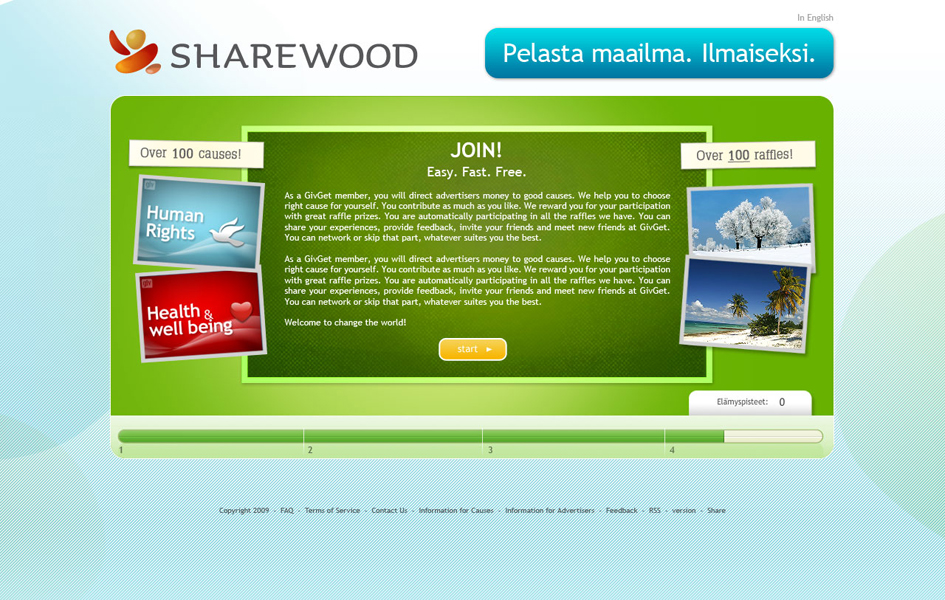 In English
SHAREWOOD
Pelasta maailma. Ilmaiseksi.
Over 100 causes!
Human
Rights
Health &
well being
JOIN!
Easy. Fast. Free.
As a GivGet member, you will direct advertisers money to good causes. We help you to choose
right cause for yourself. You contribute as much as you like. We reward you for your participation
with great raffle prizes. You are automatically participating in all the raffles we have. You can
share your experiences, provide feedback, invite your friends and meet new friends at GivGet.
You can network or skip that part, whatever suites you the best.
As a GivGet member, you will direct advertisers money to good causes. We help you to choose
right cause for yourself. You contribute as much as you like. We reward you for your participation
with great raffle prizes. You are automatically participating in all the raffles we have. You can
share your experiences, provide feedback, invite your friends and meet new friends at GivGet.
You can network or skip that part, whatever suites you the best.
Welcome to change the world!
start
Over 100 raffles!
Elämyspisteet: 0
1 2 3 4
Copyright 2009 - FAQ - Terms of Service - Contact Us - Information for Causes - Information for Advertisers - Feedback - RSS - version - Share